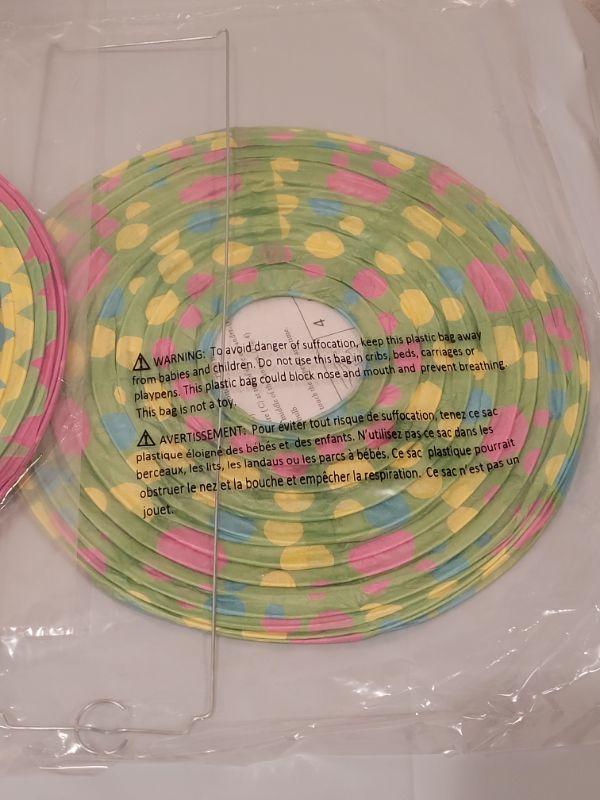 4
WARNING: To avoid danger of suffocation, keep this plastic bag away
from babies and children. Do not use this bag in cribs, beds, carriages or
playpens. This plastic bag could block nose and mouth and prevent breathing.
This bag is not a toy.
AVERTISSEMENT: Pour éviter tout risque de suffocation, tenez ce sac
plastique éloigné des bébés et des enfants. N'utilisez pas ce sac dans les
berceaux, les lits, les landaus ou les parcs à bébés. Ce sac plastique pourrait
obstruer le nez et la bouche et empêcher la respiration. Ce sac n'est pas un
jouet.